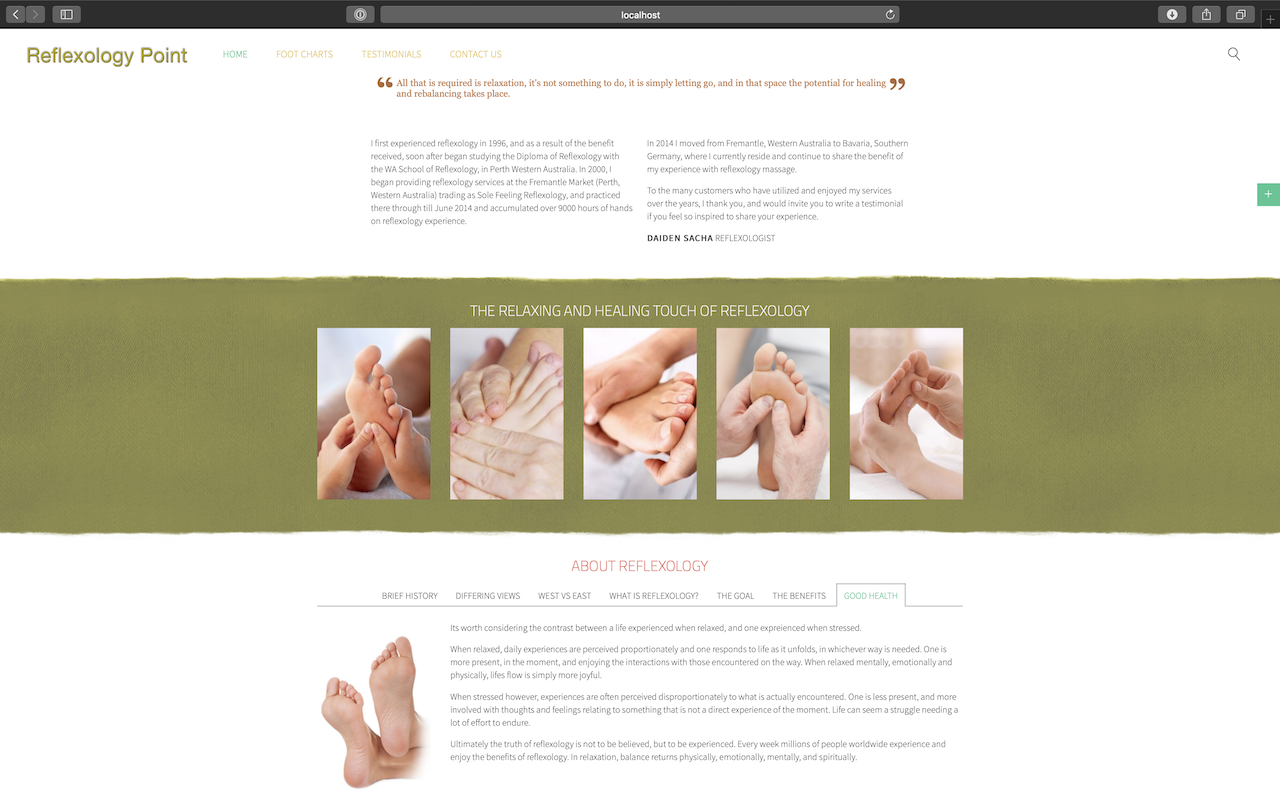 localhost
Reflexology Point
HOME FOOT CHARTS TESTIMONIALS CONTACT US
“ All that is required is relaxation, it's not something to do, it is simply letting go, and in that space the potential for healing ”
and rebalancing takes place.
I first experienced reflexology in 1996, and as a result of the benefit
received, soon after began studying the Diploma of Reflexology with
the WA School of Reflexology, in Perth Western Australia. In 2000, I
began providing reflexology services at the Fremantle Market (Perth,
Western Australia) trading as Sole Feeling Reflexology, and practiced
there through till June 2014 and accumulated over 9000 hours of hands
on reflexology experience.
In 2014 I moved from Fremantle, Western Australia to Bavaria, Southern
Germany, where I currently reside and continue to share the benefit of
my experience with reflexology massage.
To the many customers who have utilized and enjoyed my services
over the years, I thank you, and would invite you to write a testimonial
if you feel so inspired to share your experience.
DAIDEN SACHA REFLEXOLOGIST
+
THE RELAXING AND HEALING TOUCH OF REFLEXOLOGY
ABOUT REFLEXOLOGY
BRIEF HISTORY DIFFERING VIEWS WEST VS EAST WHAT IS REFLEXOLOGY? THE GOAL THE BENEFITS GOOD HEALTH
Its worth considering the contrast between a life experienced when relaxed, and one expreienced when stressed.
When relaxed, daily experiences are perceived proportionately and one responds to life as it unfolds, in whichever way is needed. One is
more present, in the moment, and enjoying the interactions with those encountered on the way. When relaxed mentally, emotionally and
physically, lifes flow is simply more joyful.
When stressed however, experiences are often perceived disproportionately to what is actually encountered. One is less present, and more
involved with thoughts and feelings relating to something that is not a direct experience of the moment. Life can seem a struggle needing a
lot of effort to endure.
Ultimately the truth of reflexology is not to be believed, but to be experienced. Every week millions of people worldwide experience and
enjoy the benefits of reflexology. In relaxation, balance returns physically, emotionally, mentally, and spiritually.